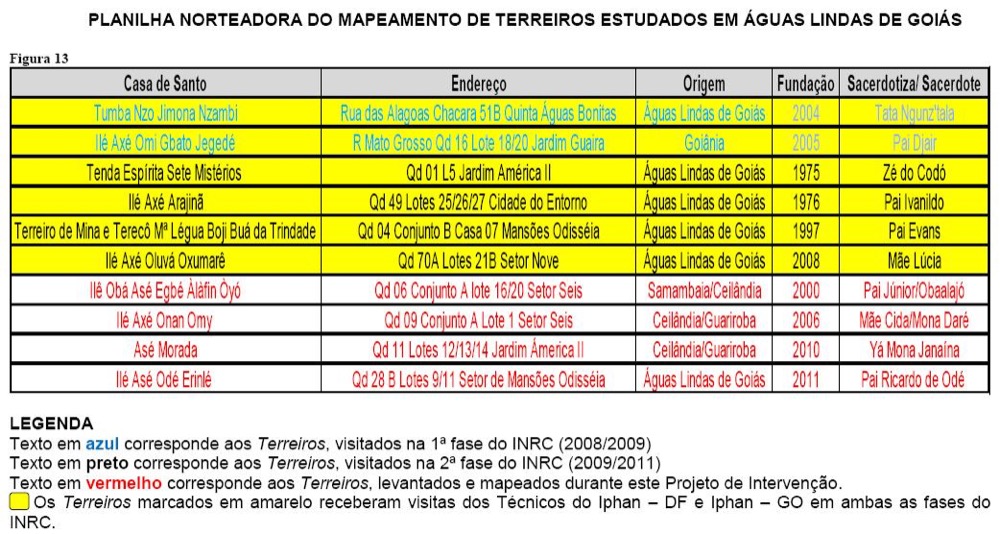 PLANILHA NORTEADORA DO MAPEAMENTO DE TERREIROS ESTUDADOS EM ÁGUAS LINDAS DE GOIÁS
Figura 13
Casa de Santo Endereço Origem Fundação Sacerdotiza/ Sacerdote
Tumba Nzo Jimona Nzambi Rua das Alagoas Chacara 51B Quinta Águas Bonitas Águas Lindas de Goiás 2004 Tata Ngunz'tala
Ilé Axé Omi Gbato Jegedé R Mato Grosso Qd 16 Lote 18/20 Jardim Guaira Goiânia 2005 Pai Djair
Tenda Espírita Sete Mistérios Qd 01 L5 Jardim América II Águas Lindas de Goiás 1975 Zé do Codó
Ilé Axé Arajinã Qd 49 Lotes 25/26/27 Cidade do Entorno Águas Lindas de Goiás 1976 Pai Ivanildo
Terreiro de Mina e Terecô Mª Légua Boji Buá da Trindade Qd 04 Conjunto B Casa 07 Mansões Odisséia Águas Lindas de Goiás 1997 Pai Evans
Ilé Axé Oluvá Oxumarê Qd 70A Lotes 21B Setor Nove Águas Lindas de Goiás 2008 Mãe Lúcia
Ilê Obá Asé Egbé Àlàfin Òyó Qd 06 Conjunto A lote 16/20 Setor Seis Samambaia/Ceilândia 2000 Pai Júnior/Obaalajó
Ilé Axé Onan Omy Qd 09 Conjunto A Lote 1 Setor Seis Ceilândia/Guariroba 2006 Mãe Cida/Mona Daré
Asé Morada Qd 11 Lotes 12/13/14 Jardim Ámerica II Ceilândia/Guariroba 2010 Yá Mona Janaína
Ilé Asé Odé Erinlé Qd 28 B Lotes 9/11 Setor de Mansões Odisséia Águas Lindas de Goiás 2011 Pai Ricardo de Odé
LEGENDA
Texto em azul corresponde aos Terreiros, visitados na 1ª fase do INRC (2008/2009)
Texto em preto corresponde aos Terreiros, visitados na 2ª fase do INRC (2009/2011)
Texto em vermelho corresponde aos Terreiros, levantados e mapeados durante este Projeto de Intervenção.
Os Terreiros marcados em amarelo receberam visitas dos Técnicos do Iphan – DF e Iphan – GO em ambas as fases do
INRC.